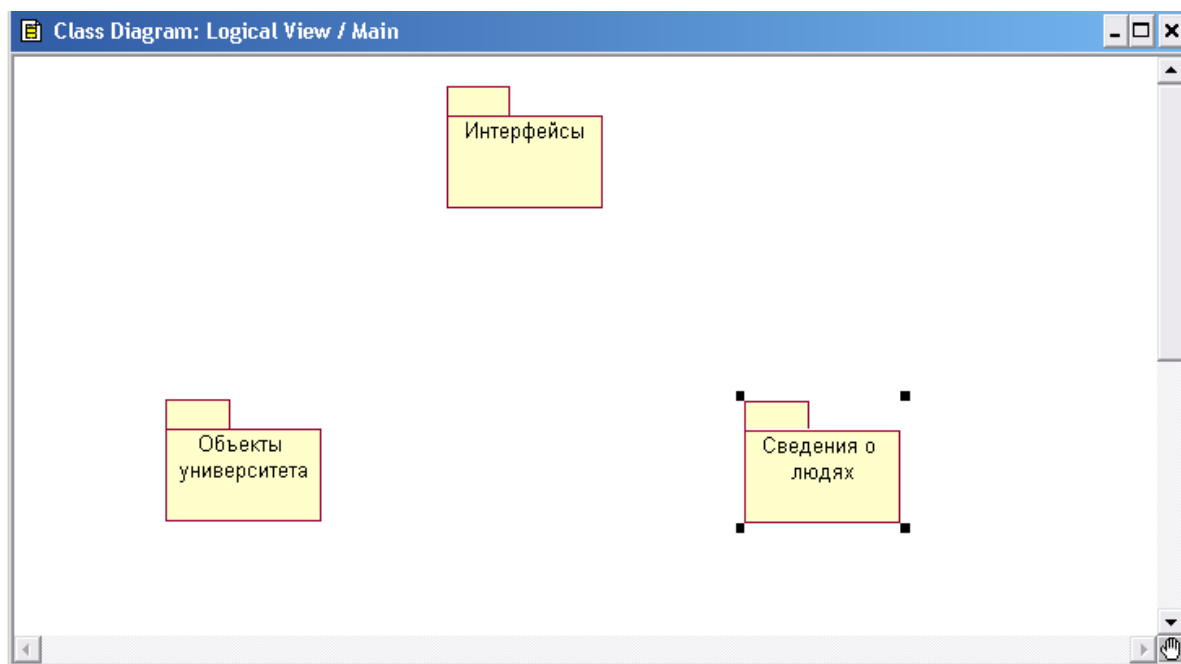 Class Diagram: Logical View / Main
Интерфейсы
Объекты
университета
Сведения о
людях